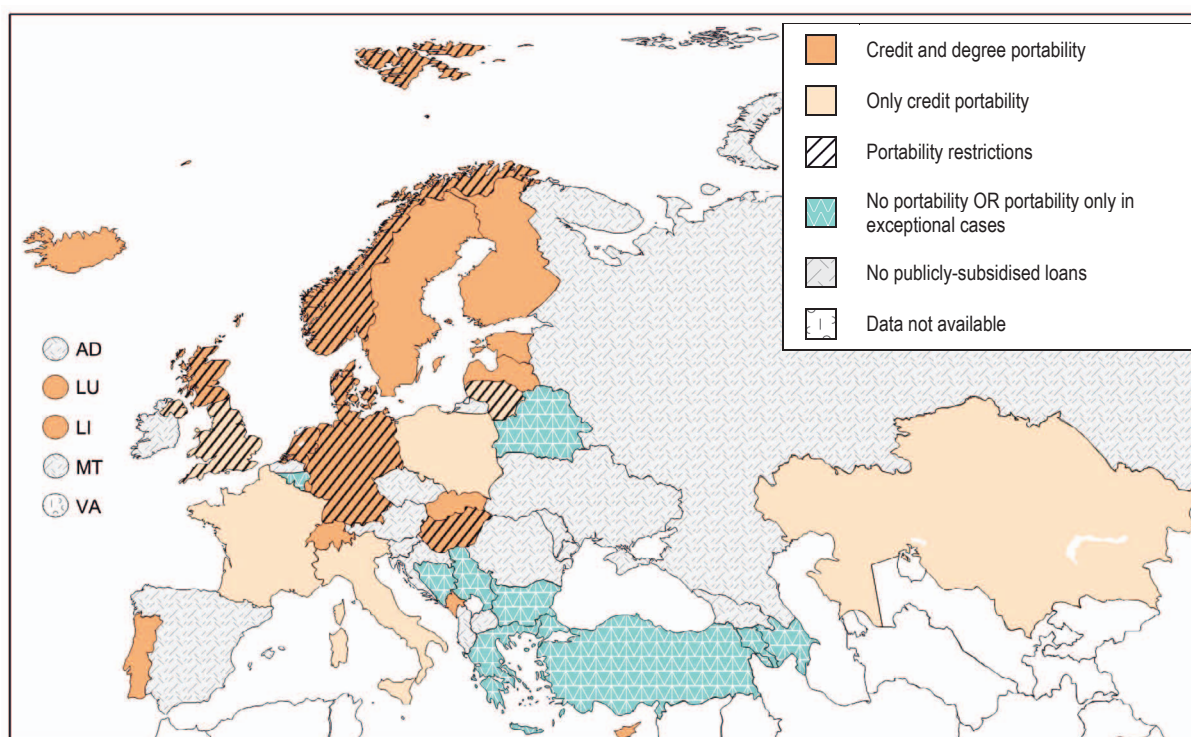 Credit and degree portability
Only credit portability
Portability restrictions
No portability OR portability only in
exceptional cases
No publicly-subsidised loans
Data not available
AD
LU
LI
MT
VA